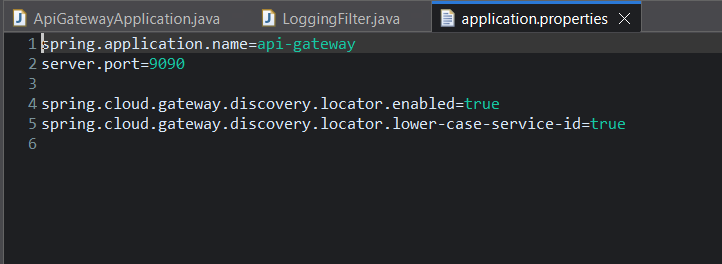 ApiGatewayApplication.java LoggingFilter.java application.properties
1 spring.application.name=api-gateway
2 server.port=9090
3
4 spring.cloud.gateway.discovery.locator.enabled=true
5 spring.cloud.gateway.discovery.locator.lower-case-service-id=true
6